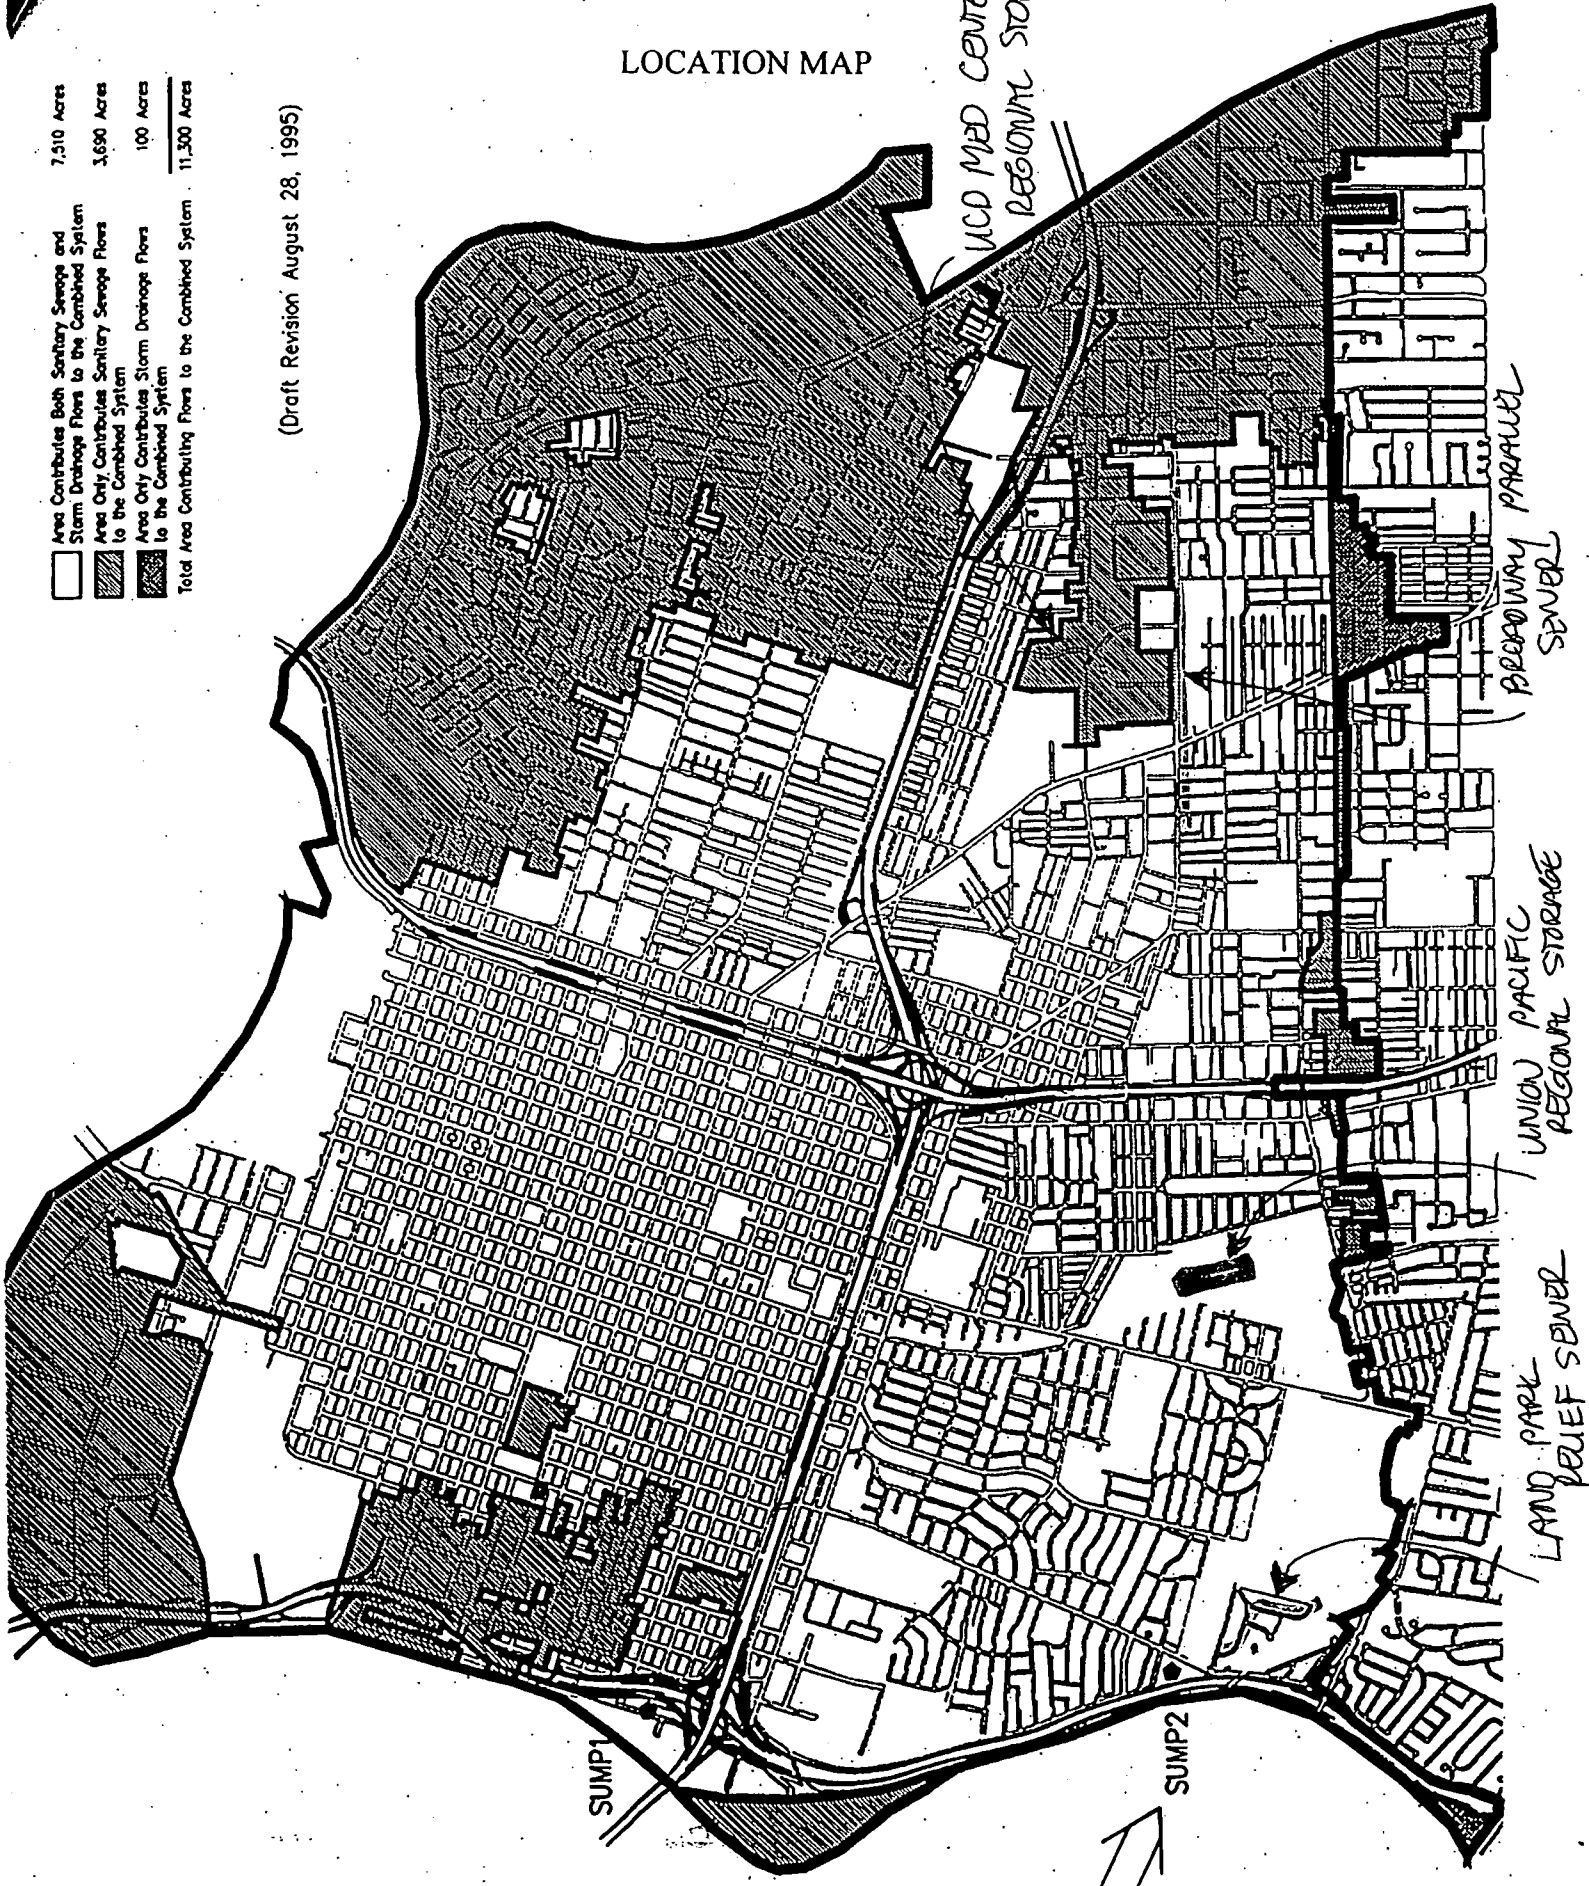 LOCATION MAP
Area Contributes Both Sanitary Sewage and
Storm Drainage Flows to the Combined System 7,510 Acres
Area Only Contributes Sanitary Sewage Flows
to the Combined System 3,690 Acres
Area Only Contributes Storm Drainage Flows
to the Combined System 100 Acres
Total Area Contributing Flows to the Combined System 11,300 Acres
(Draft Revision August 28, 1995)
UCD MED
REGIONAL
BROADWAY PARALLEL
SEWER
UNION PACIFIC
REGIONAL STORAGE
LAND PARK
RELIEF SEWER
SUMP1
SUMP2